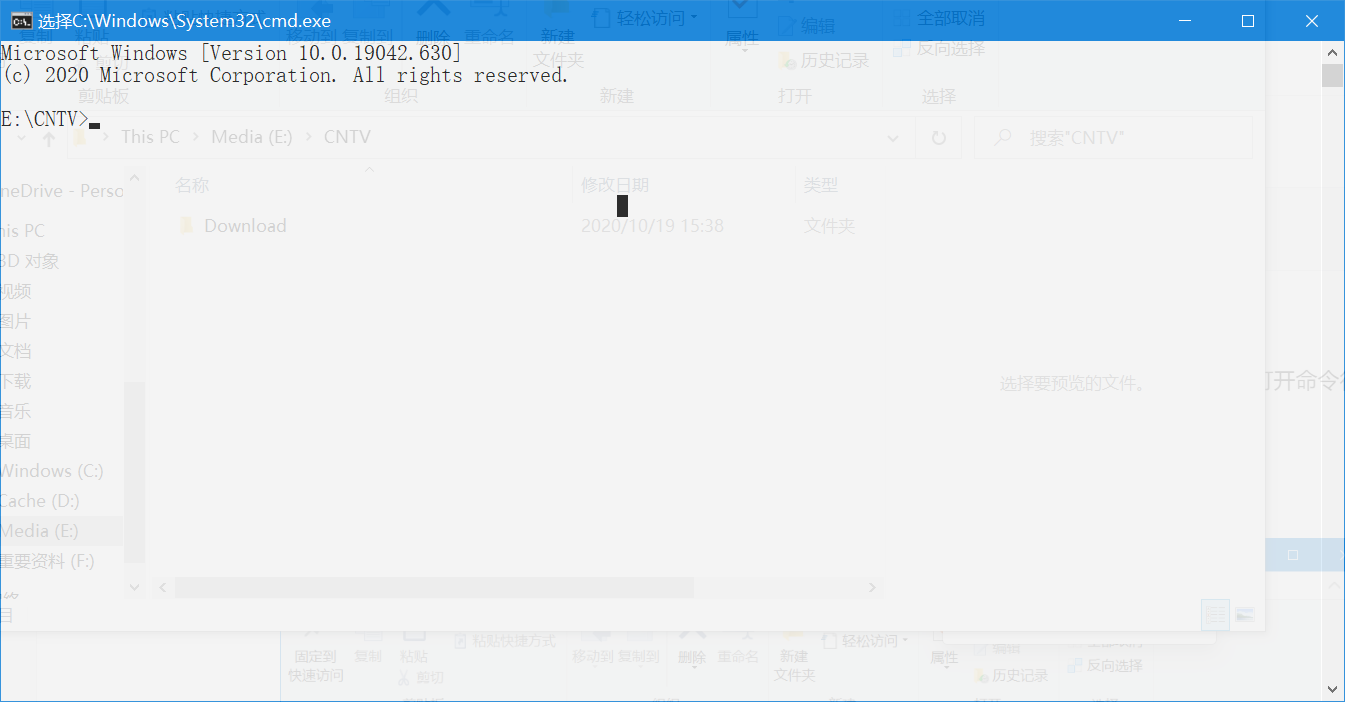 选择C:\Windows\System32\cmd.exe
复制 粘贴 粘贴快捷方式 移动到 复制到 删除 重命名 新建 轻松访问 属性 编辑 全部取消
文件夹 历史记录 反向选择
剪贴板 组织 新建 打开 选择
Microsoft Windows [Version 10.0.19042.630]
(c) 2020 Microsoft Corporation. All rights reserved.
E:\CNTV>
This PC Media (E:) CNTV 搜索"CNTV"
名称 修改日期 类型
Download 2020/10/19 15:38 文件夹
neDrive - Perso
his PC
3D 对象
视频
图片
文档
下载
音乐
桌面
Windows (C:)
Cache (D:)
Media (E:)
重要资料 (F:)
选择要预览的文件。
打开命令
固定到 复制 粘贴 粘贴快捷方式 移动到 复制到 删除 重命名 新建 轻松访问 属性 编辑
快速访问 剪切 文件夹 历史记录 反向选择